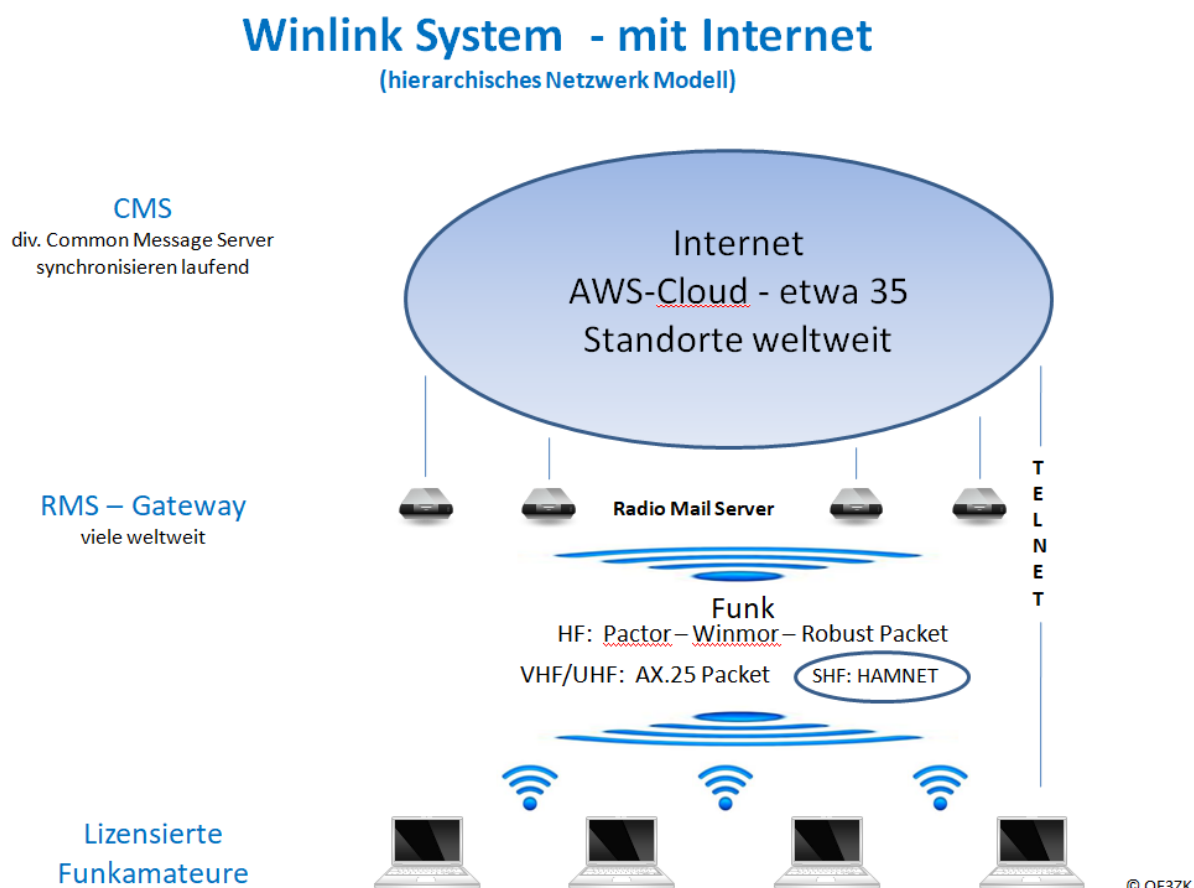 Winlink System - mit Internet
(hierarchisches Netzwerk Modell)
CMS
div. Common Message Server
synchronisieren laufend
Internet
AWS-Cloud - etwa 35
Standorte weltweit
RMS – Gateway
viele weltweit
Radio Mail Server
TELNET
Funk
HF: Pactor – Winmor – Robust Packet
VHF/UHF: AX.25 Packet
SHF: HAMNET
Lizensierte
Funkamateure
© OE3ZK